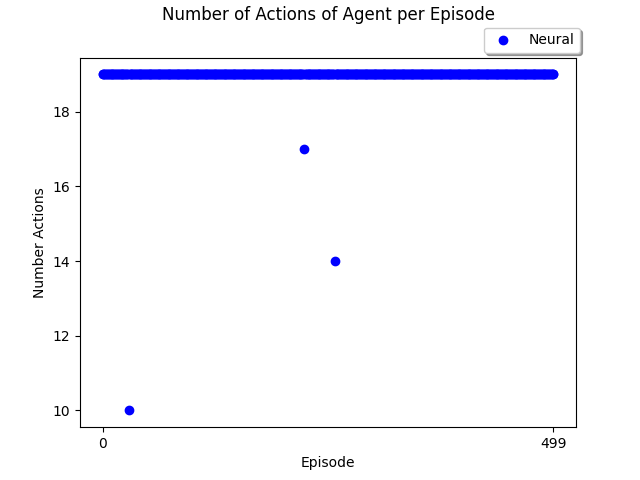 Number of Actions of Agent per Episode
Neural
18
16
14
12
10
Number Actions
0
499
Episode